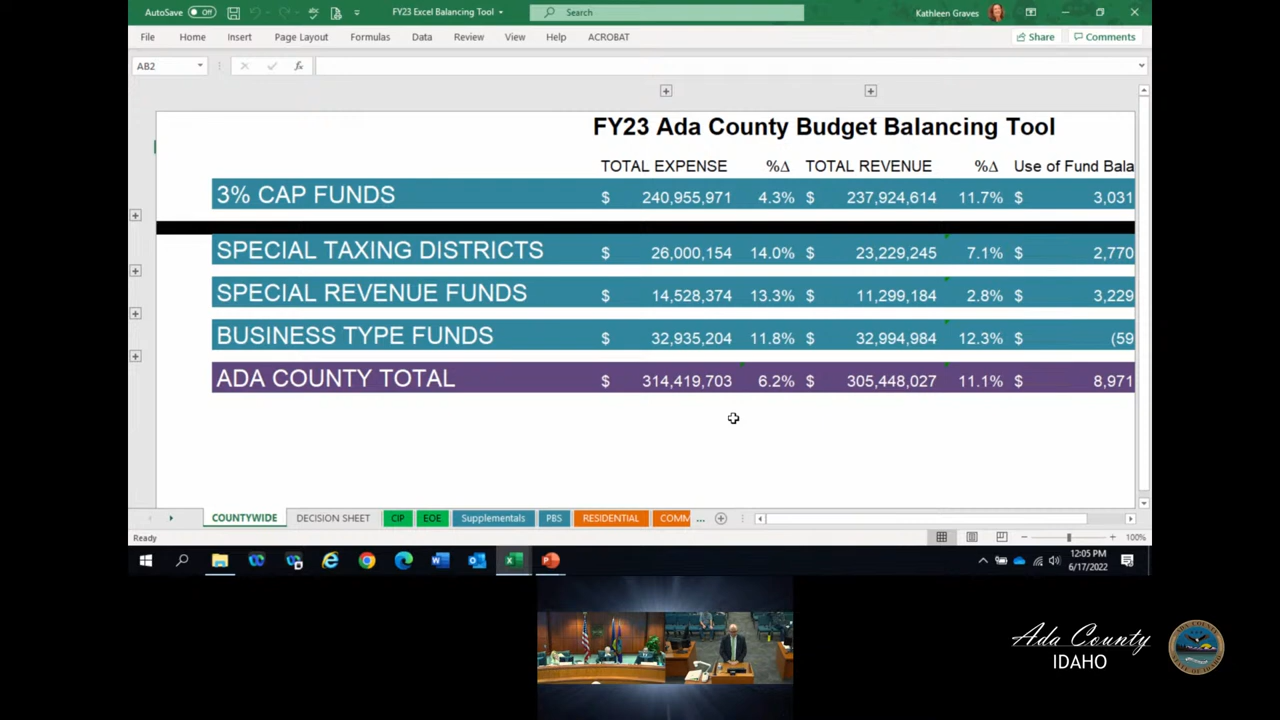 AutoSave Off
FY23 Excel Balancing Tool
Search
Kathleen Graves
File Home Insert Page Layout Formulas Data Review View Help ACROBAT Share Comments
AB2 fx
FY23 Ada County Budget Balancing Tool
TOTAL EXPENSE %Δ TOTAL REVENUE %Δ Use of Fund Bala
3% CAP FUNDS $ 240,955,971 4.3% $ 237,924,614 11.7% $ 3,031
SPECIAL TAXING DISTRICTS $ 26,000,154 14.0% $ 23,229,245 7.1% $ 2,770
SPECIAL REVENUE FUNDS $ 14,528,374 13.3% $ 11,299,184 2.8% $ 3,229
BUSINESS TYPE FUNDS $ 32,935,204 11.8% $ 32,994,984 12.3% $ (59
ADA COUNTY TOTAL $ 314,419,703 6.2% $ 305,448,027 11.1% $ 8,971
COUNTYWIDE DECISION SHEET CIP EOE Supplementals PBS RESIDENTIAL COMM ...
Ready 100%
12:05 PM
6/17/2022
Ada County
IDAHO